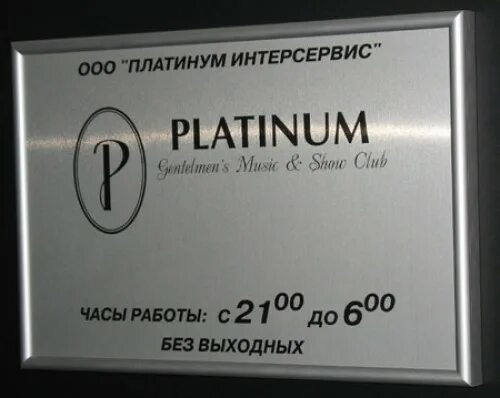 ООО "ПЛАТИНУМ ИНТЕРСЕРВИС"
P
PLATINUM
Gentelmen's Music & Show Club
ЧАСЫ РАБОТЫ: С 21⁰⁰ ДО 6⁰⁰
БЕЗ ВЫХОДНЫХ